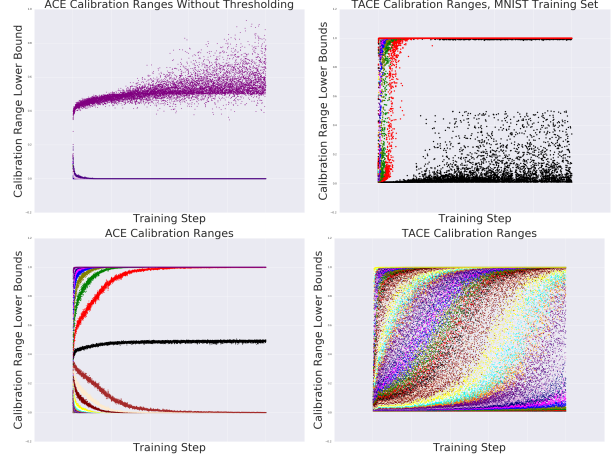 ACE Calibration Ranges Without Thresholding
Calibration Range Lower Bound
Training Step
TACE Calibration Ranges, MNIST Training Set
Calibration Range Lower Bounds
Training Step
ACE Calibration Ranges
Calibration Range Lower Bounds
Training Step
TACE Calibration Ranges
Calibration Range Lower Bounds
Training Step